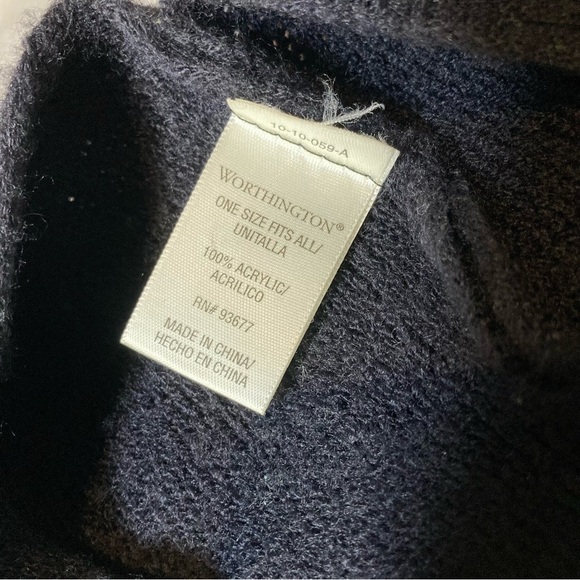 10-10-059-A
WORTHINGTON®
ONE SIZE FITS ALL/
UNITALLA
100% ACRYLIC/
ACRILICO
RN# 93677
MADE IN CHINA/
HECHO EN CHINA